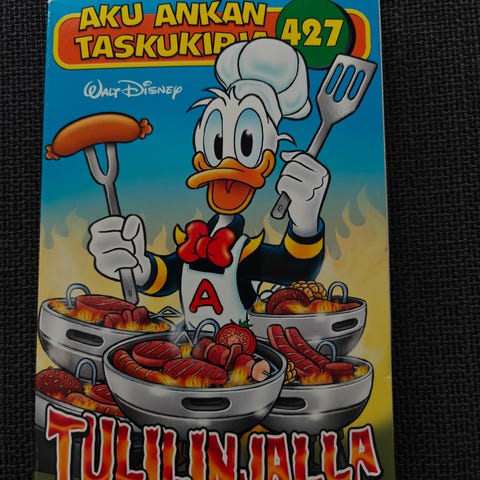 AKU ANKAN
TASKUKIRJA 427
WALT DISNEY
A
TULILINJALLA